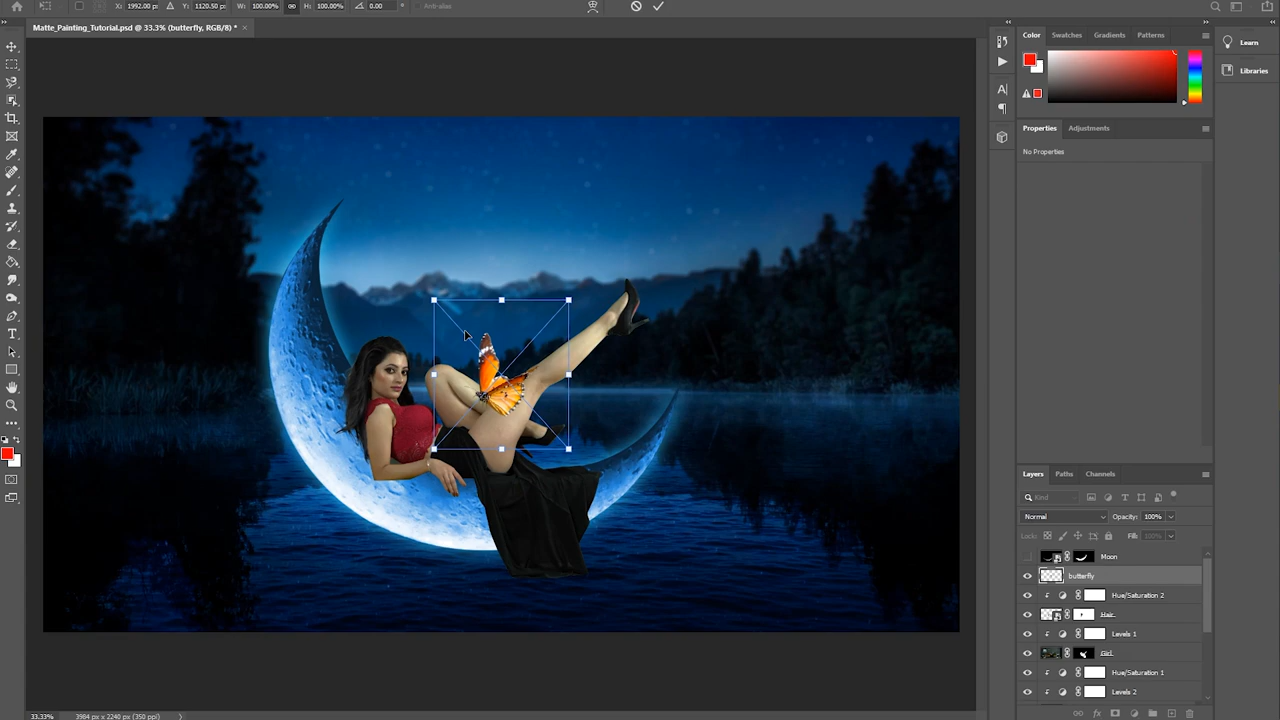 X: 1992.00 px Y: 1120.50 px W: 100.00% H: 100.00% 0.00 ° Anti-alias
Matte_Painting_Tutorial.psd @ 33.3% (butterfly, RGB/8) * ×
Color Swatches Gradients Patterns
Learn
Libraries
Properties Adjustments
No Properties
Layers Paths Channels
Kind
Normal Opacity: 100%
Lock: Fill: 100%
Moon
butterfly
Hue/Saturation 2
Hair
Levels 1
Girl
Hue/Saturation 1
Levels 2
33.33% 3984 px x 2240 px (350 ppi)